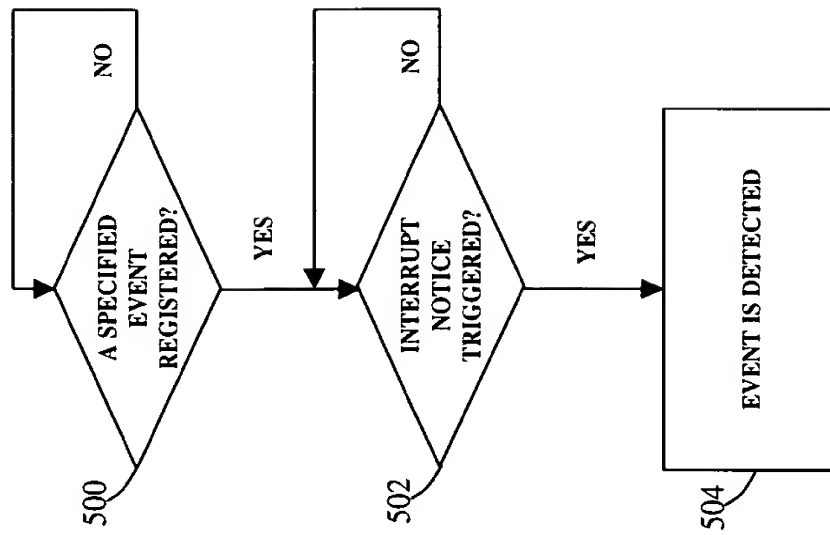 500
A SPECIFIED
EVENT
REGISTERED?
NO
YES
502
INTERRUPT
NOTICE
TRIGGERED?
NO
YES
504
EVENT IS DETECTED